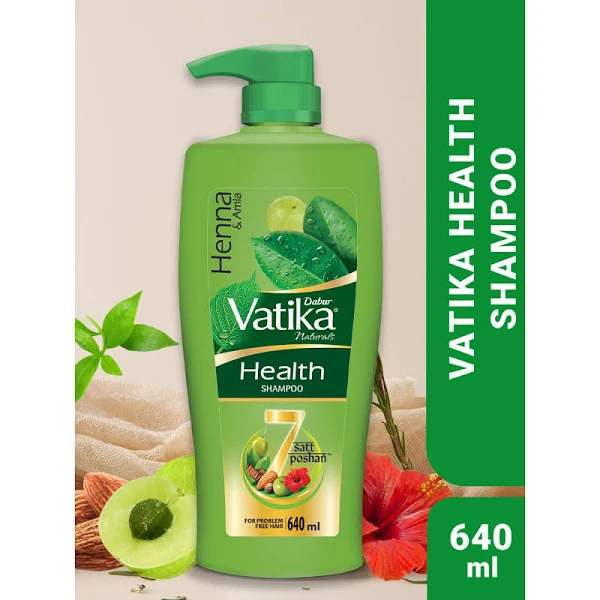 Henna
& Amla
Dabur
Vatika®
Naturals
Health
SHAMPOO
7
satt
poshan™
FOR PROBLEM
FREE HAIR
640 ml
VATIKA HEALTH
SHAMPOO
640
ml